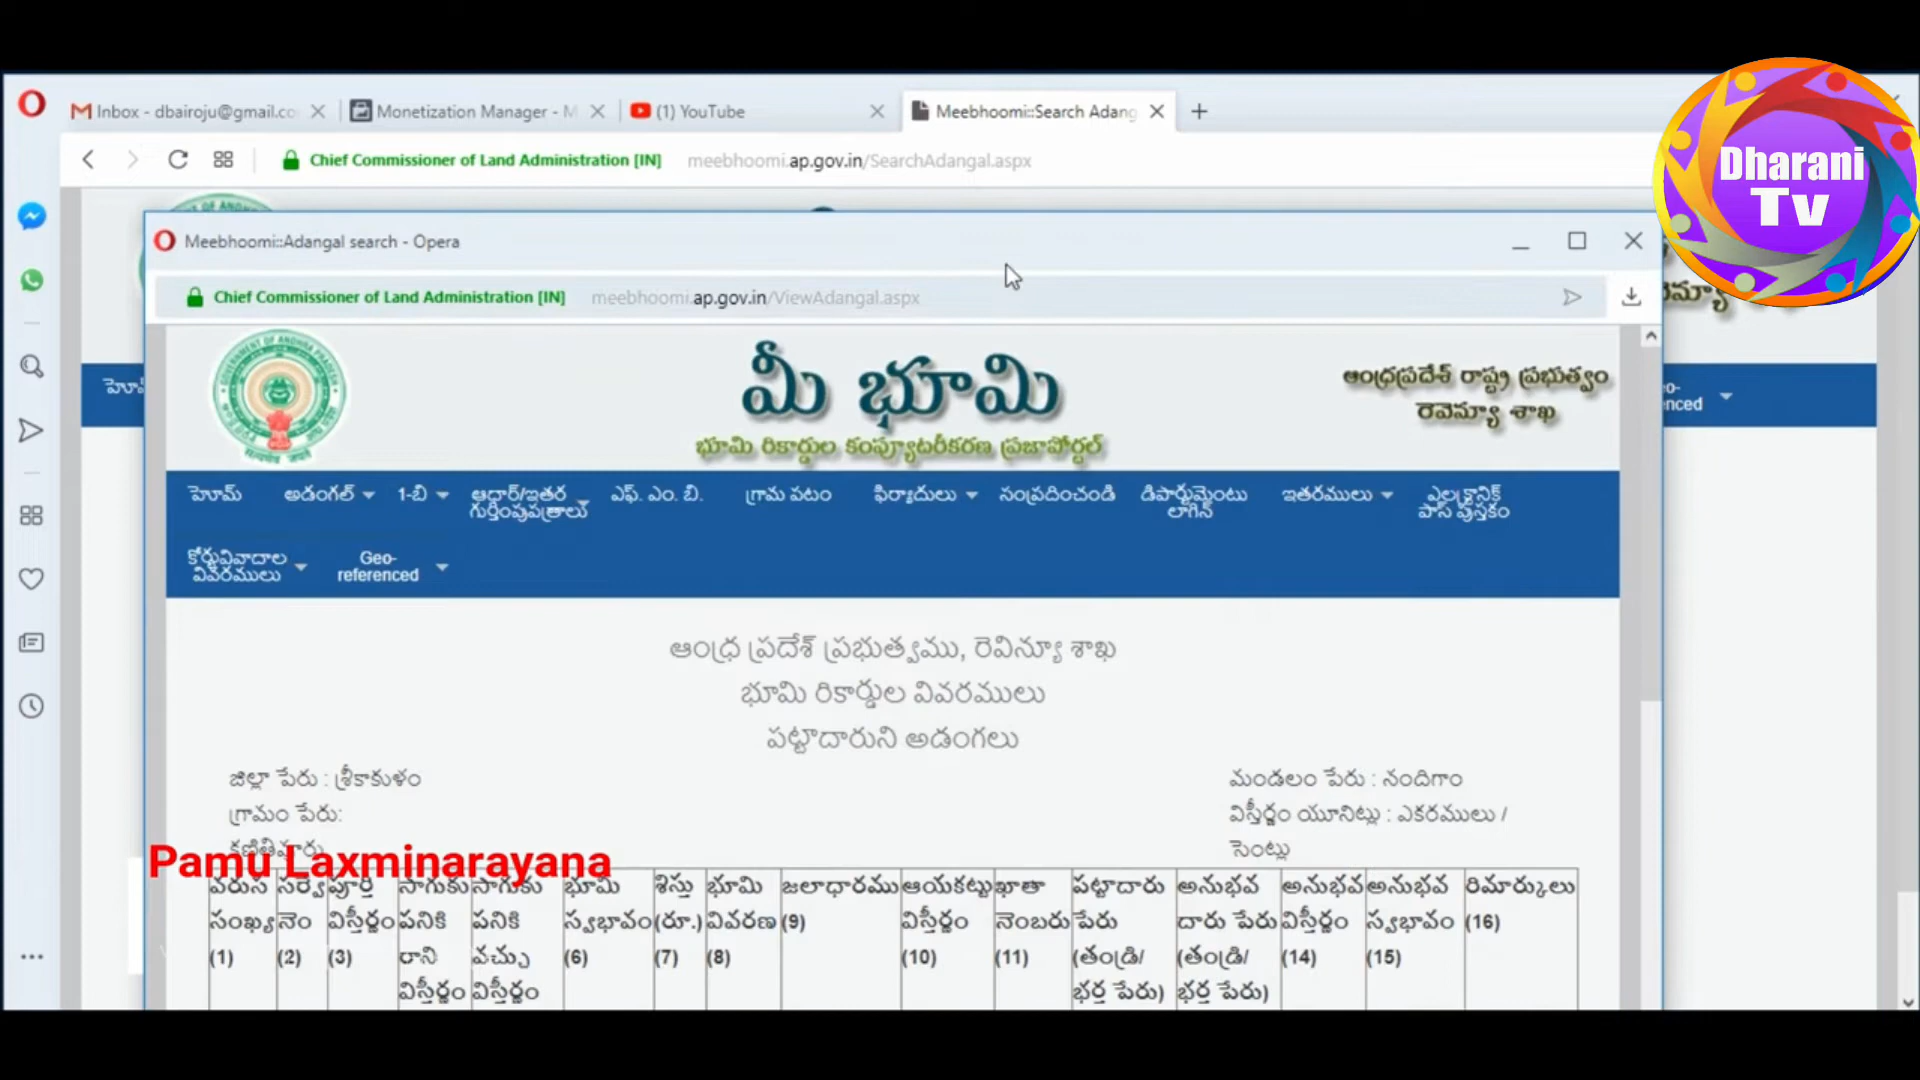 Inbox - dbairoju@gmail.co
Monetization Manager - M
(1) YouTube
Meebhoomi::Search Adang
Dharani
Tv
Chief Commissioner of Land Administration [IN]
meebhoomi.ap.gov.in/SearchAdangal.aspx
Meebhoomi::Adangal search - Opera
Chief Commissioner of Land Administration [IN]
meebhoomi.ap.gov.in/ViewAdangal.aspx
మీ భూమి
భూమి రికార్డుల కంప్యూటరీకరణ ప్రజాపోర్టల్
ఆంధ్రప్రదేశ్ రాష్ట్ర ప్రభుత్వం
రెవెన్యూ శాఖ
హోమ్
అడంగల్
1-బి
ఆధార్/ఇతర
గుర్తింపుపత్రాలు
ఎఫ్. ఎం. బి.
గ్రామ పటం
ఫిర్యాదులు
సంప్రదించండి
డిపార్టుమెంటు
లాగిన్
ఇతరములు
ఎలక్ట్రానిక్
పాస్ పుస్తకం
కోర్టువివాదాల
వివరములు
Geo-
referenced
ఆంధ్ర ప్రదేశ్ ప్రభుత్వము, రెవిన్యూ శాఖ
భూమి రికార్డుల వివరములు
పట్టాదారుని అడంగలు
జిల్లా పేరు : శ్రీకాకుళం
మండలం పేరు : నందిగాం
గ్రామం పేరు:
విస్తీర్ణం యూనిట్లు : ఎకరములు /
సెంట్లు
Pamu Laxminarayana
వరుస
సంఖ్య
(1)
సర్వే
నెం
(2)
పూర్తి
విస్తీర్ణం
(3)
సాగుకు
పనికి
రాని
విస్తీర్ణం
సాగుకు
పనికి
వచ్చు
విస్తీర్ణం
భూమి
స్వభావం
(6)
శిస్తు
(రూ.)
(7)
భూమి
వివరణ
(8)
జలాధారము
(9)
ఆయకట్టు
విస్తీర్ణం
(10)
ఖాతా
నెంబరు
(11)
పట్టాదారు
పేరు
(తండ్రి/
భర్త పేరు)
అనుభవ
దారు పేరు
(తండ్రి/
భర్త పేరు)
అనుభవ
విస్తీర్ణం
(14)
అనుభవ
స్వభావం
(15)
రిమార్కులు
(16)